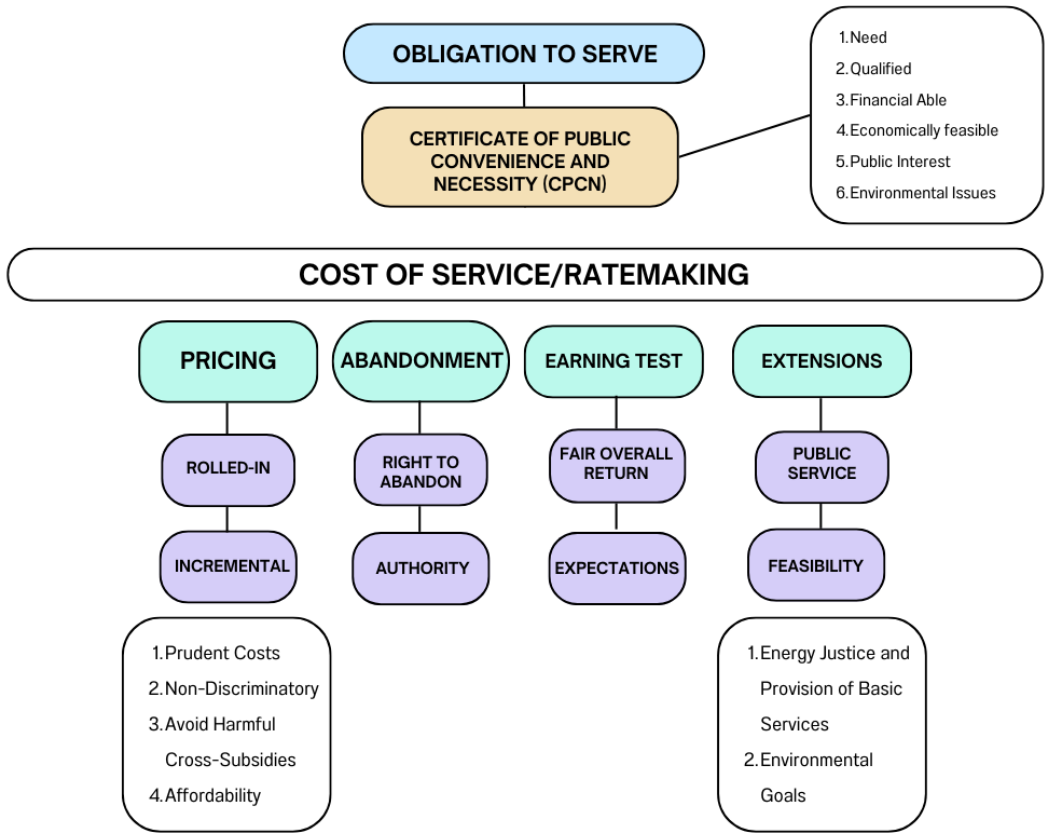 OBLIGATION TO SERVE
CERTIFICATE OF PUBLIC
CONVENIENCE AND
NECESSITY (CPCN)
1.Need
2.Qualified
3.Financial Able
4.Economically feasible
5.Public Interest
6.Environmental Issues
COST OF SERVICE/RATEMAKING
PRICING
ROLLED-IN
INCREMENTAL
1.Prudent Costs
2.Non-Discriminatory
3.Avoid Harmful
Cross-Subsidies
4.Affordability
ABANDONMENT
RIGHT TO
ABANDON
AUTHORITY
EARNING TEST
FAIR OVERALL
RETURN
EXPECTATIONS
EXTENSIONS
PUBLIC
SERVICE
FEASIBILITY
1.Energy Justice and
Provision of Basic
Services
2.Environmental
Goals